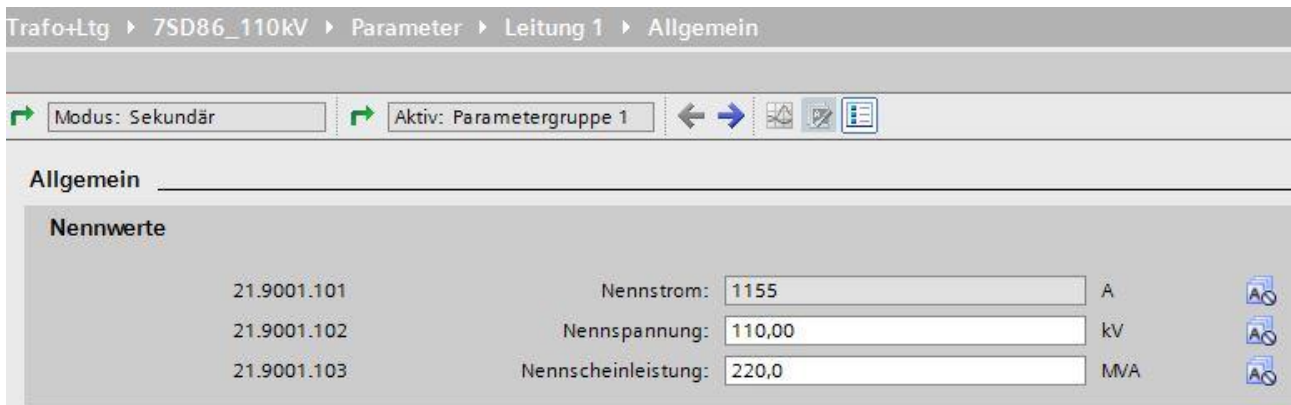 Trafo+Ltg ▸ 7SD86_110kV ▸ Parameter ▸ Leitung 1 ▸ Allgemein
Modus: Sekundär Aktiv: Parametergruppe 1
Allgemein
Nennwerte
21.9001.101 Nennstrom: 1155 A
21.9001.102 Nennspannung: 110,00 kV
21.9001.103 Nennscheinleistung: 220,0 MVA